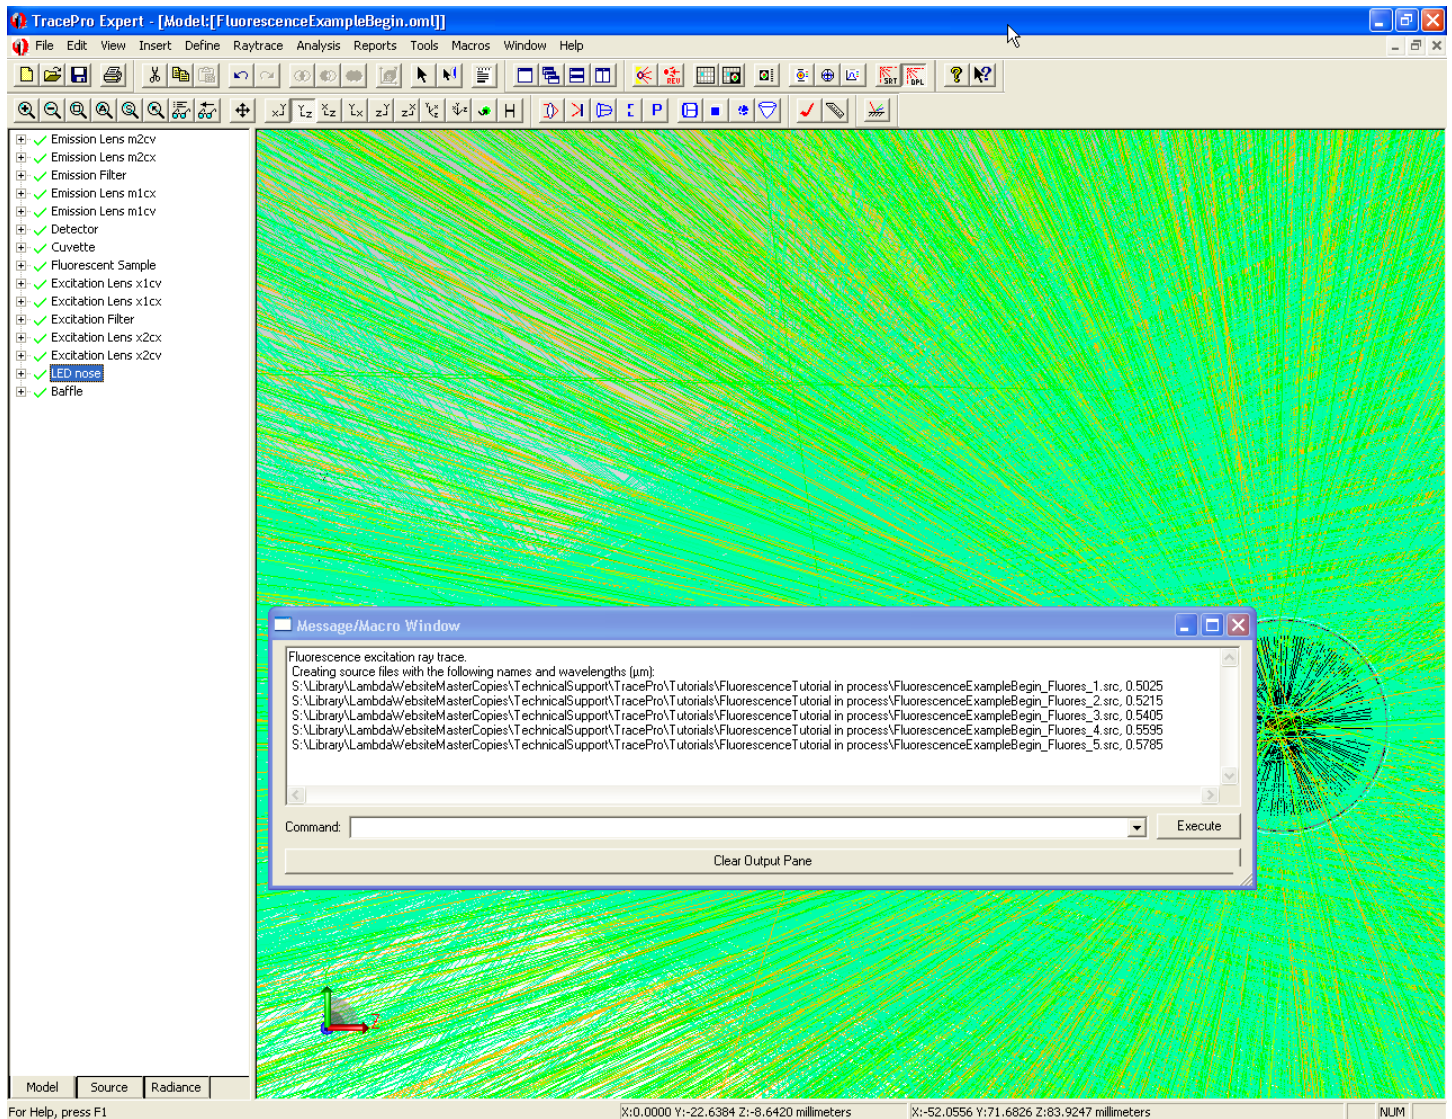 TracePro Expert - [Model:[FluorescenceExampleBegin.oml]]
File Edit View Insert Define Raytrace Analysis Reports Tools Macros Window Help
REV SRT DPL
P
Emission Lens m2cv
Emission Lens m2cx
Emission Filter
Emission Lens m1cx
Emission Lens m1cv
Detector
Cuvette
Fluorescent Sample
Excitation Lens x1cv
Excitation Lens x1cx
Excitation Filter
Excitation Lens x2cx
Excitation Lens x2cv
LED nose
Baffle
Message/Macro Window
Fluorescence excitation ray trace.
Creating source files with the following names and wavelengths (µm):
S:\Library\LambdaWebsiteMasterCopies\TechnicalSupport\TracePro\Tutorials\FluorescenceTutorial in process\FluorescenceExampleBegin_Fluores_1.src, 0.5025
S:\Library\LambdaWebsiteMasterCopies\TechnicalSupport\TracePro\Tutorials\FluorescenceTutorial in process\FluorescenceExampleBegin_Fluores_2.src, 0.5215
S:\Library\LambdaWebsiteMasterCopies\TechnicalSupport\TracePro\Tutorials\FluorescenceTutorial in process\FluorescenceExampleBegin_Fluores_3.src, 0.5405
S:\Library\LambdaWebsiteMasterCopies\TechnicalSupport\TracePro\Tutorials\FluorescenceTutorial in process\FluorescenceExampleBegin_Fluores_4.src, 0.5595
S:\Library\LambdaWebsiteMasterCopies\TechnicalSupport\TracePro\Tutorials\FluorescenceTutorial in process\FluorescenceExampleBegin_Fluores_5.src, 0.5785
Command: Execute
Clear Output Pane
Z
Model Source Radiance
For Help, press F1 X:0.0000 Y:-22.6384 Z:-8.6420 millimeters X:-52.0556 Y:71.6826 Z:83.9247 millimeters NUM